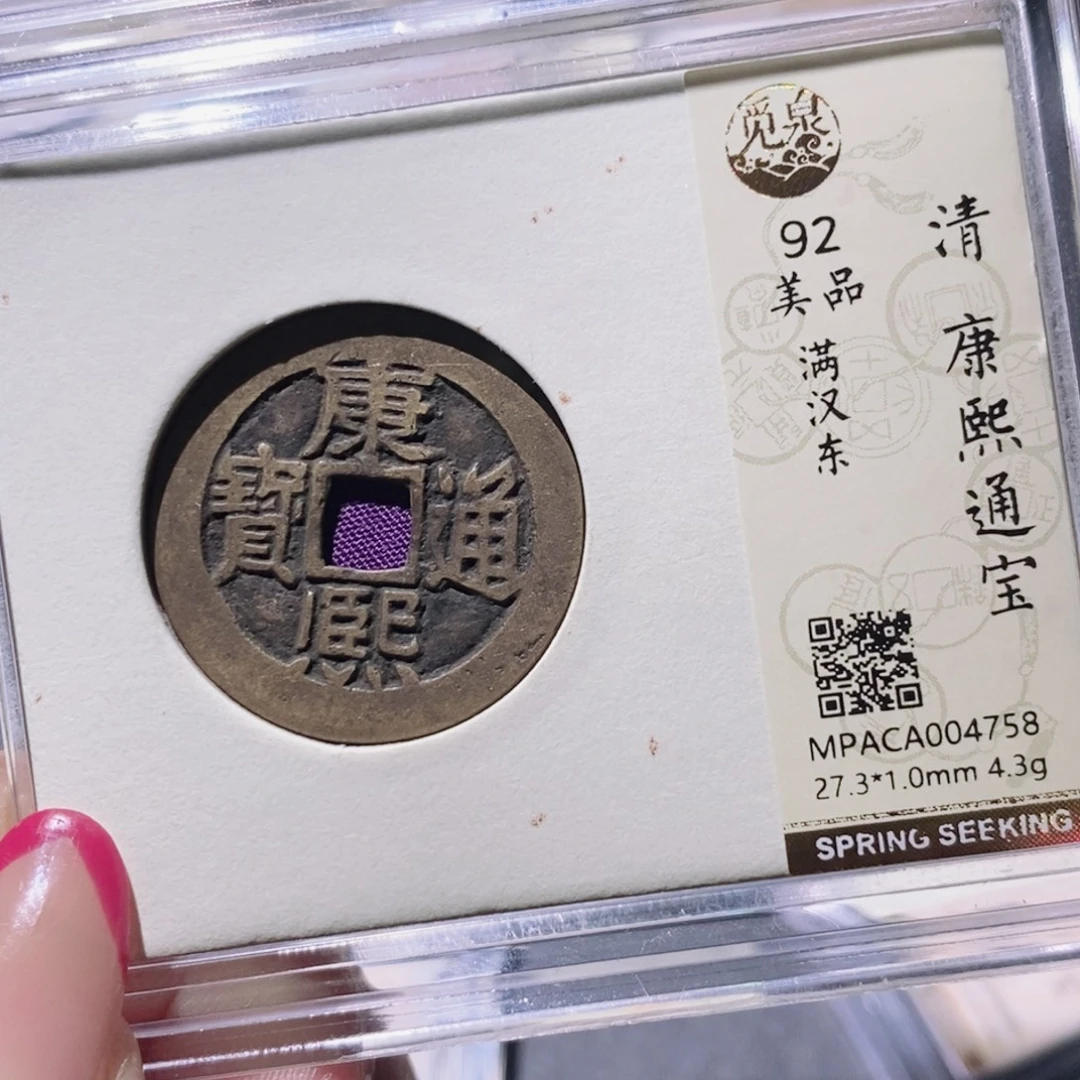 康熙通寶
觅泉
92
美品
满汉东
清 康熙通宝
MPACA004758
27.3*1.0mm 4.3g
SPRING SEEKING